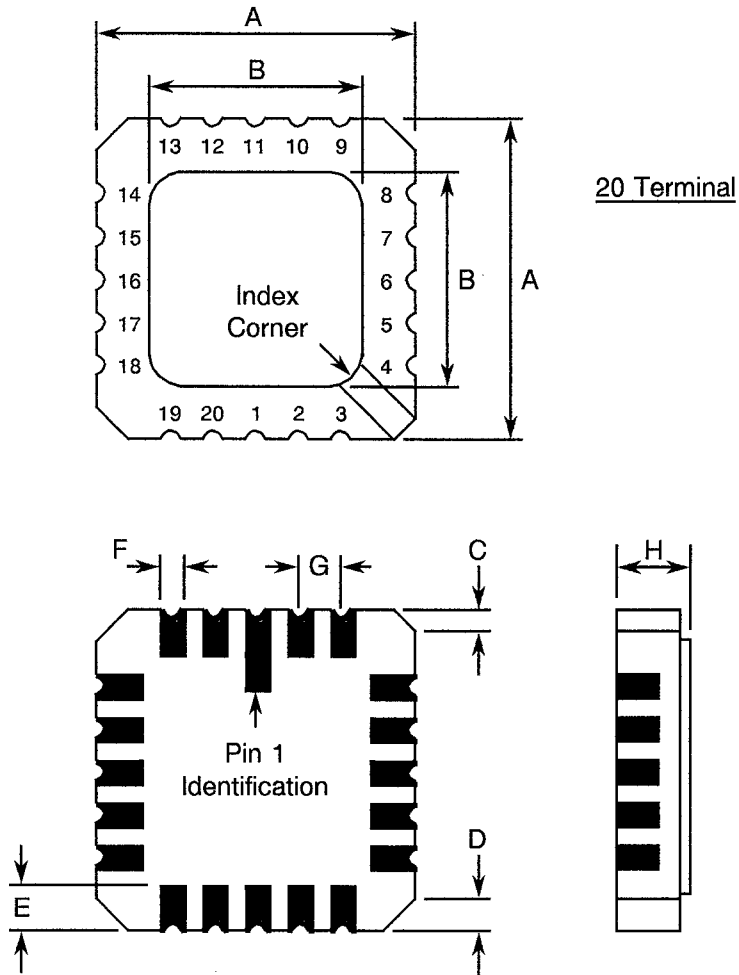 A
B
13 12 11 10 9
20 Terminal
14 8
15 7
16 6
17 5
18 4
B A
Index
Corner
19 20 1 2 3
F G C H
Pin 1
Identification
D
E